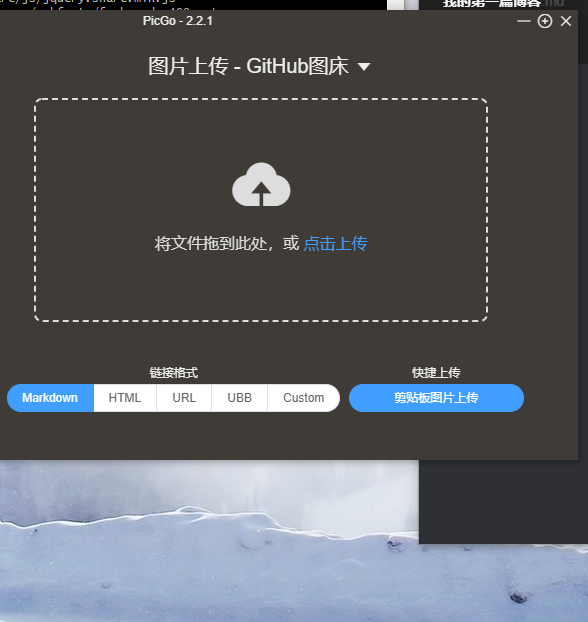 我的第一篇博客.md
PicGo - 2.2.1
图片上传 - GitHub图床
将文件拖到此处，或 点击上传
链接格式
快捷上传
Markdown HTML URL UBB Custom
剪贴板图片上传